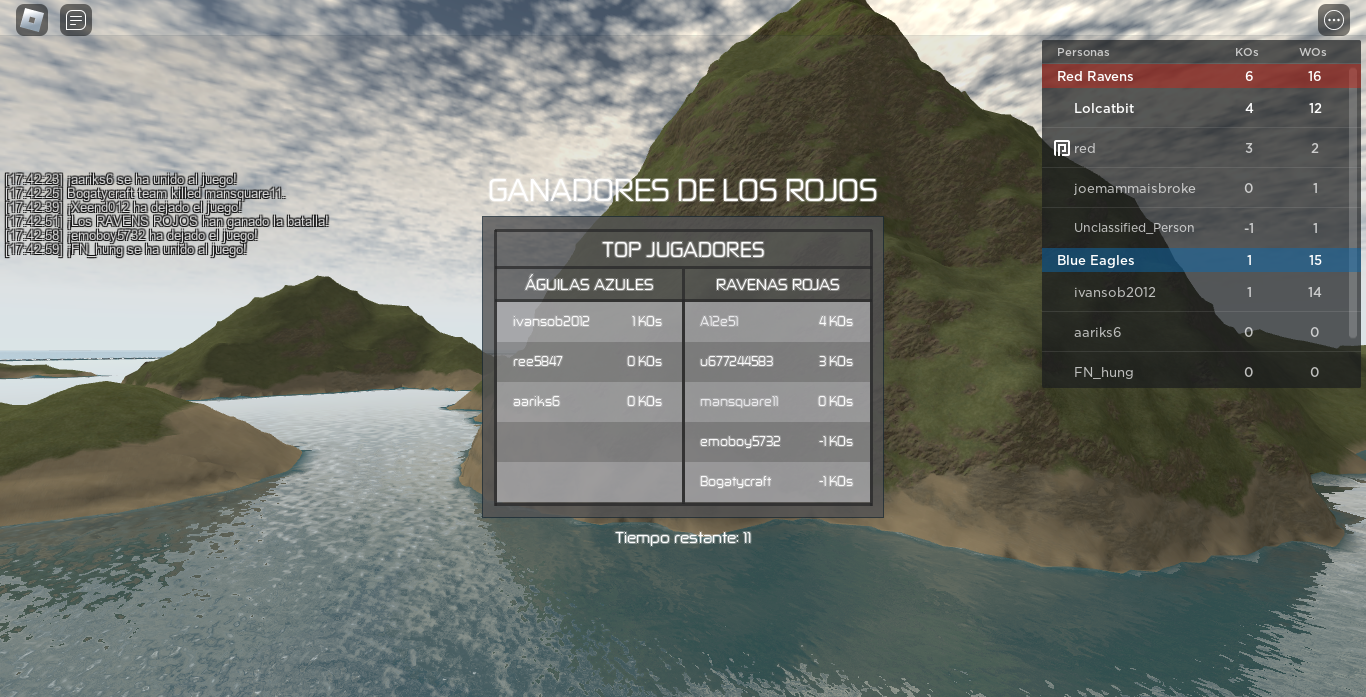 [17:42:23] ¡aariks6 se ha unido al juego!
[17:42:25] Bogatycraft team killed mansquare11.
[17:42:39] ¡Xeend012 ha dejado el juego!
[17:42:51] ¡Los RAVENS ROJOS han ganado la batalla!
[17:42:59] ¡emoboy5732 ha dejado el juego!
[17:42:59] ¡FN_hung se ha unido al juego!
GANADORES DE LOS ROJOS
TOP JUGADORES
ÁGUILAS AZULES RAVENAS ROJAS
ivansob2012 1 KOs A12e51 4 KOs
ree5847 0 KOs u677244583 3 KOs
aariks6 0 KOs mansquare11 0 KOs
emoboy5732 -1 KOs
Bogatycraft -1 KOs
Tiempo restante: 11
Personas KOs WOs
Red Ravens 6 16
Lolcatbit 4 12
red 3 2
joemammaisbroke 0 1
Unclassified_Person -1 1
Blue Eagles 1 15
ivansob2012 1 14
aariks6 0 0
FN_hung 0 0